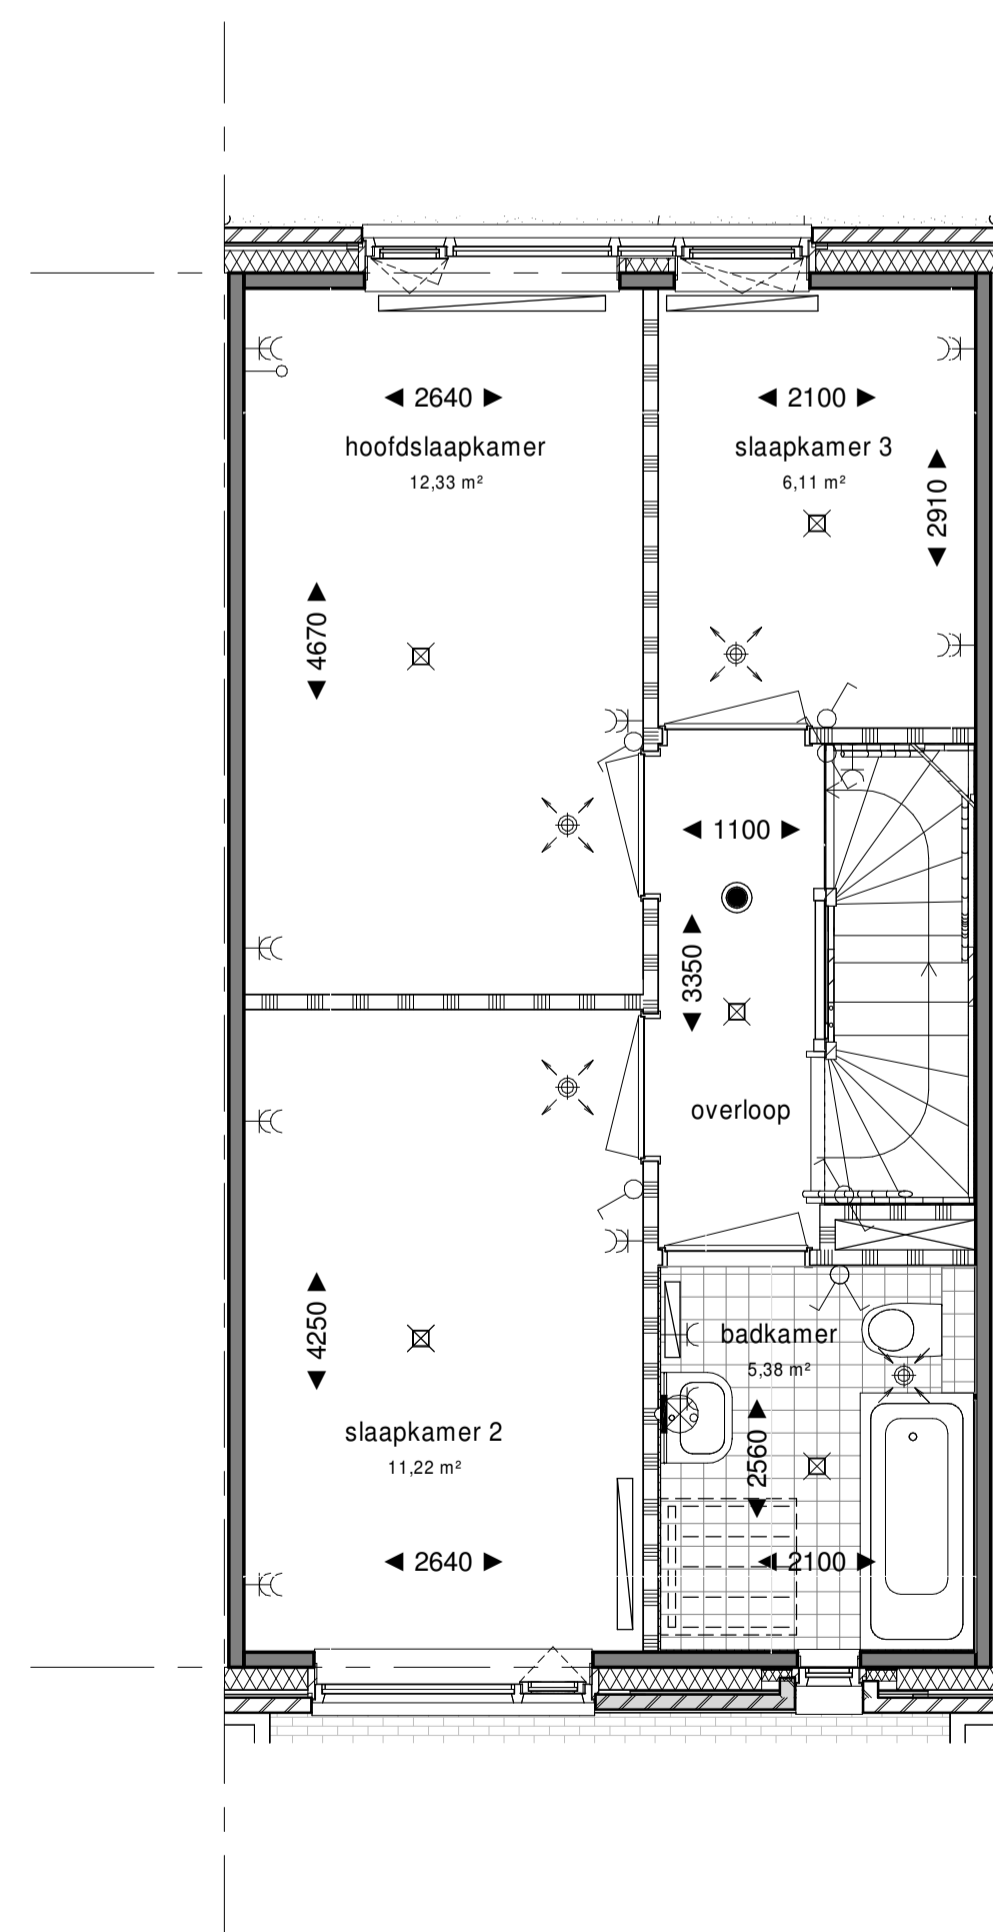 2640
hoofdslaapkamer
12,33 m²
4670
2100
slaapkamer 3
6,11 m²
2910
1100
3350
overloop
4250
slaapkamer 2
11,22 m²
2640
badkamer
5,38 m²
2560
2100